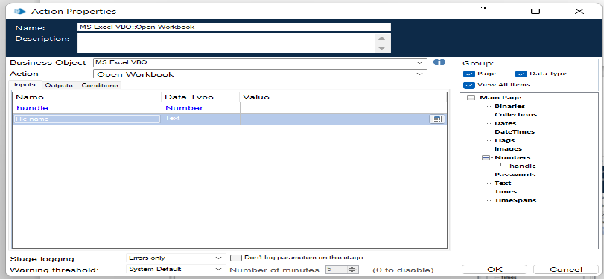 Action Properties
Name: MS Excel VBO::Open Workbook
Description:
Business Object MS Excel VBO
Action Open Workbook
Inputs Outputs Conditions
Name Data Type Value
handle Number
File name Text
Group:
Page Data type
View All Items
Main Page
Binaries
Collections
Dates
DateTimes
Flags
Images
Numbers
handle
Passwords
Text
Times
TimeSpans
Stage logging Errors only Don't log parameters on this stage
Warning threshold: System Default Number of minutes (0 to disable)
OK Cancel